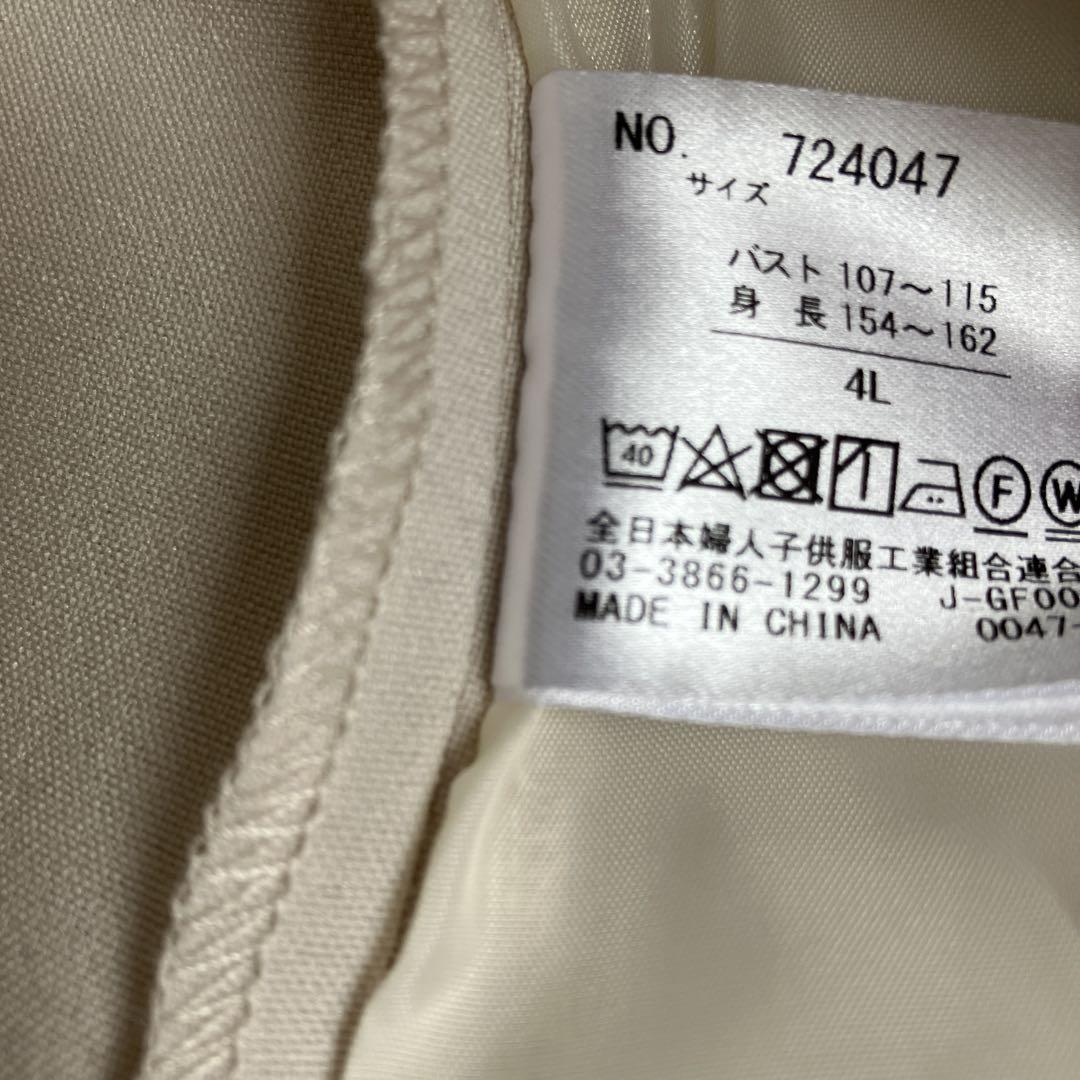 NO. 724047
サイズ
バスト 107～115
身 長 154～162
4L
40 F W
全日本婦人子供服工業組合連合
03-3866-1299 J-GF00
MADE IN CHINA 0047-